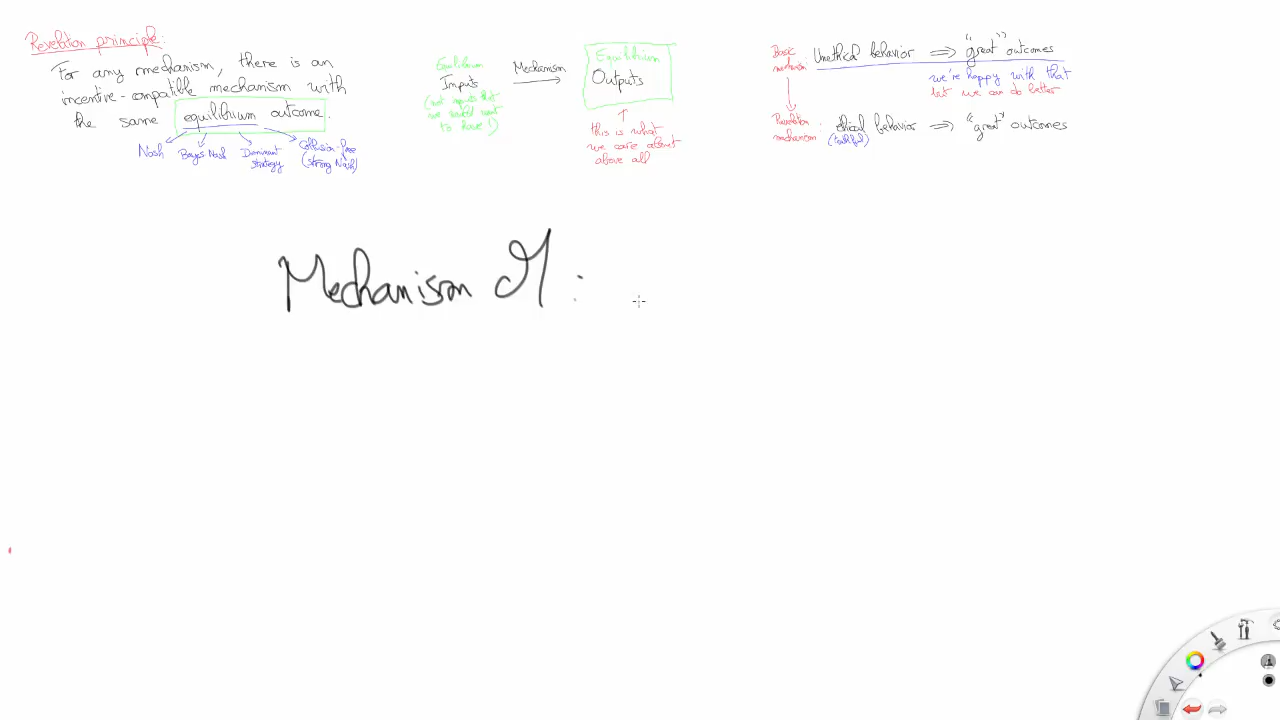 Revelation principle:
For any mechanism, there is an
incentive-compatible mechanism with
the same equilibrium outcome.
Nash
Bayes Nash
Dominant
strategy
Collusion-free
(strong Nash)
Equilibrium
Inputs
(not inputs that
we would want
to have!)
Mechanism
Equilibrium
Outputs
this is what
we care about
above all
Basic
mechanism
Unethical behavior ⇒ "great" outcomes
we're happy with that
but we can do better
Revelation
mechanism
: ethical behavior ⇒ "great" outcomes
(truthful)
Mechanism M :